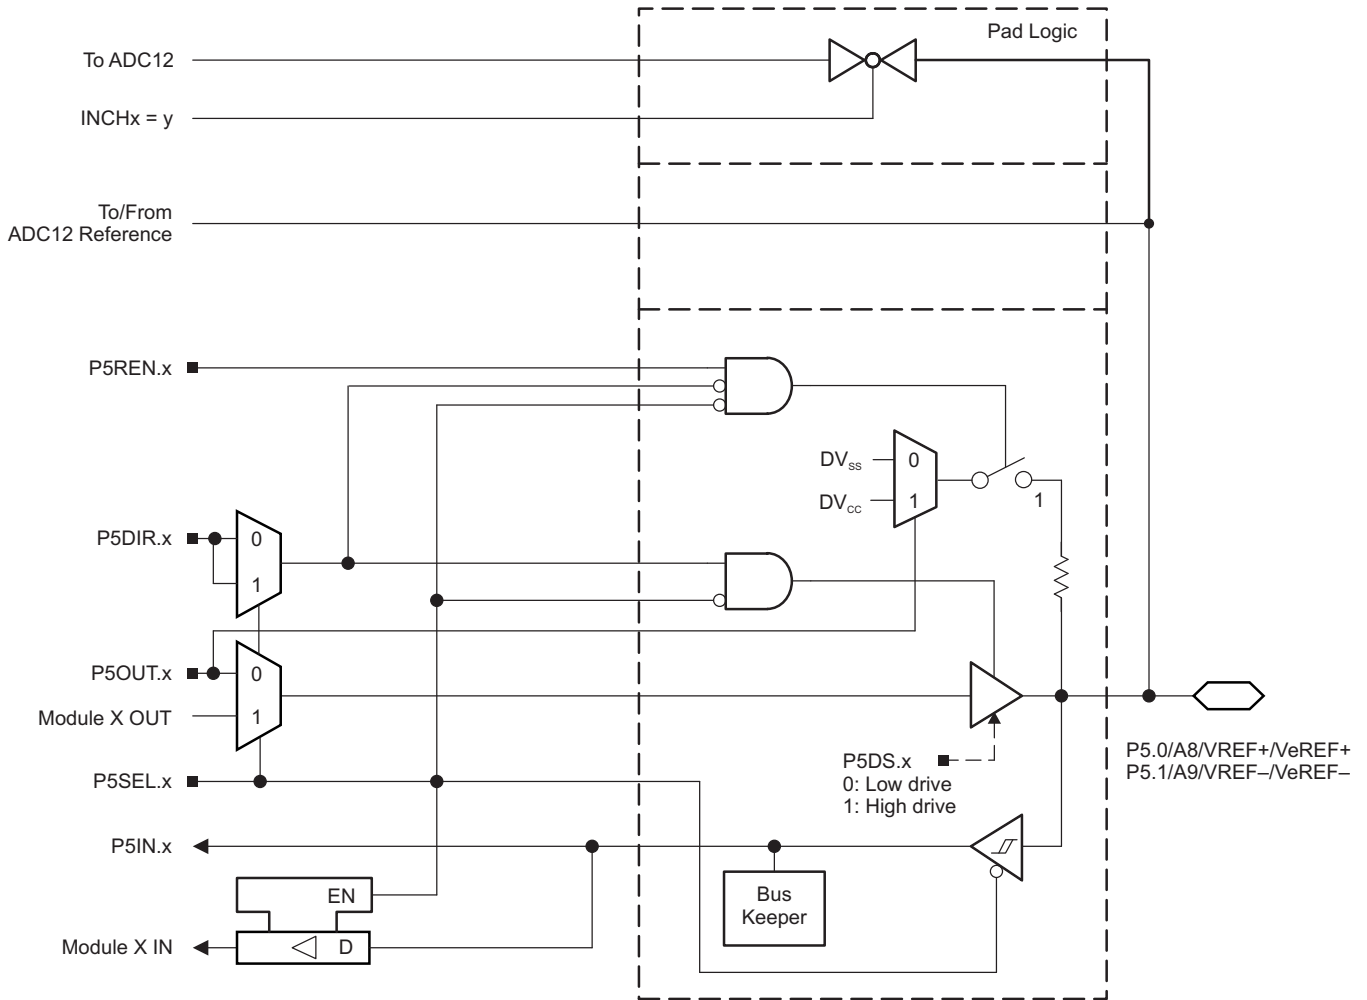 Pad Logic
To ADC12
INCHx = y
To/From
ADC12 Reference
P5REN.x
DVSS
0
DVCC
1
1
P5DIR.x
0
1
P5OUT.x
0
Module X OUT
1
P5SEL.x
P5DS.x
0: Low drive
1: High drive
P5.0/A8/VREF+/VeREF+
P5.1/A9/VREF–/VeREF–
P5IN.x
EN
Bus
Keeper
Module X IN
D